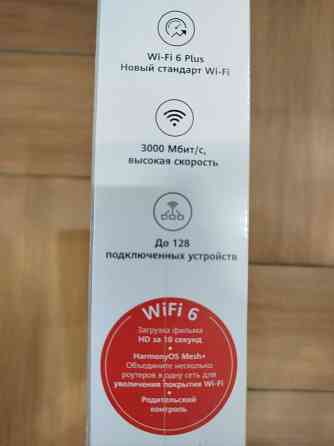 Wi-Fi 6 Plus
Новый стандарт Wi-Fi
3000 Мбит/с,
высокая скорость
До 128
подключенных устройств
WiFi 6
Загрузка фильма
HD за 10 секунд
•
HarmonyOS Mesh+
Объедините несколько
роутеров в одну сеть для
увеличения покрытия Wi-Fi
•
Родительский
контроль